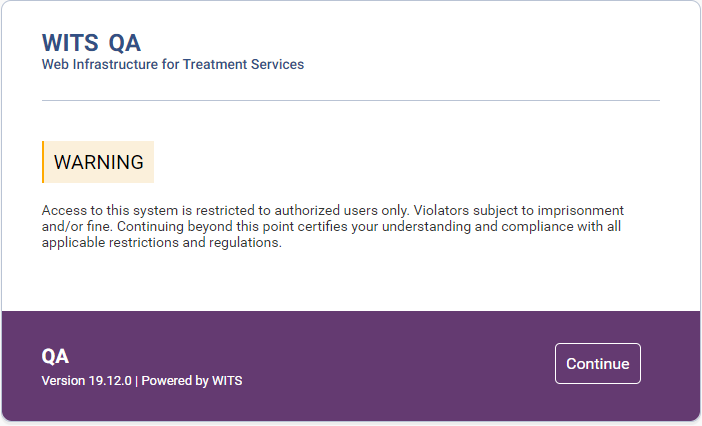 WITS QA
Web Infrastructure for Treatment Services
WARNING
Access to this system is restricted to authorized users only. Violators subject to imprisonment
and/or fine. Continuing beyond this point certifies your understanding and compliance with all
applicable restrictions and regulations.
QA
Version 19.12.0 | Powered by WITS
Continue